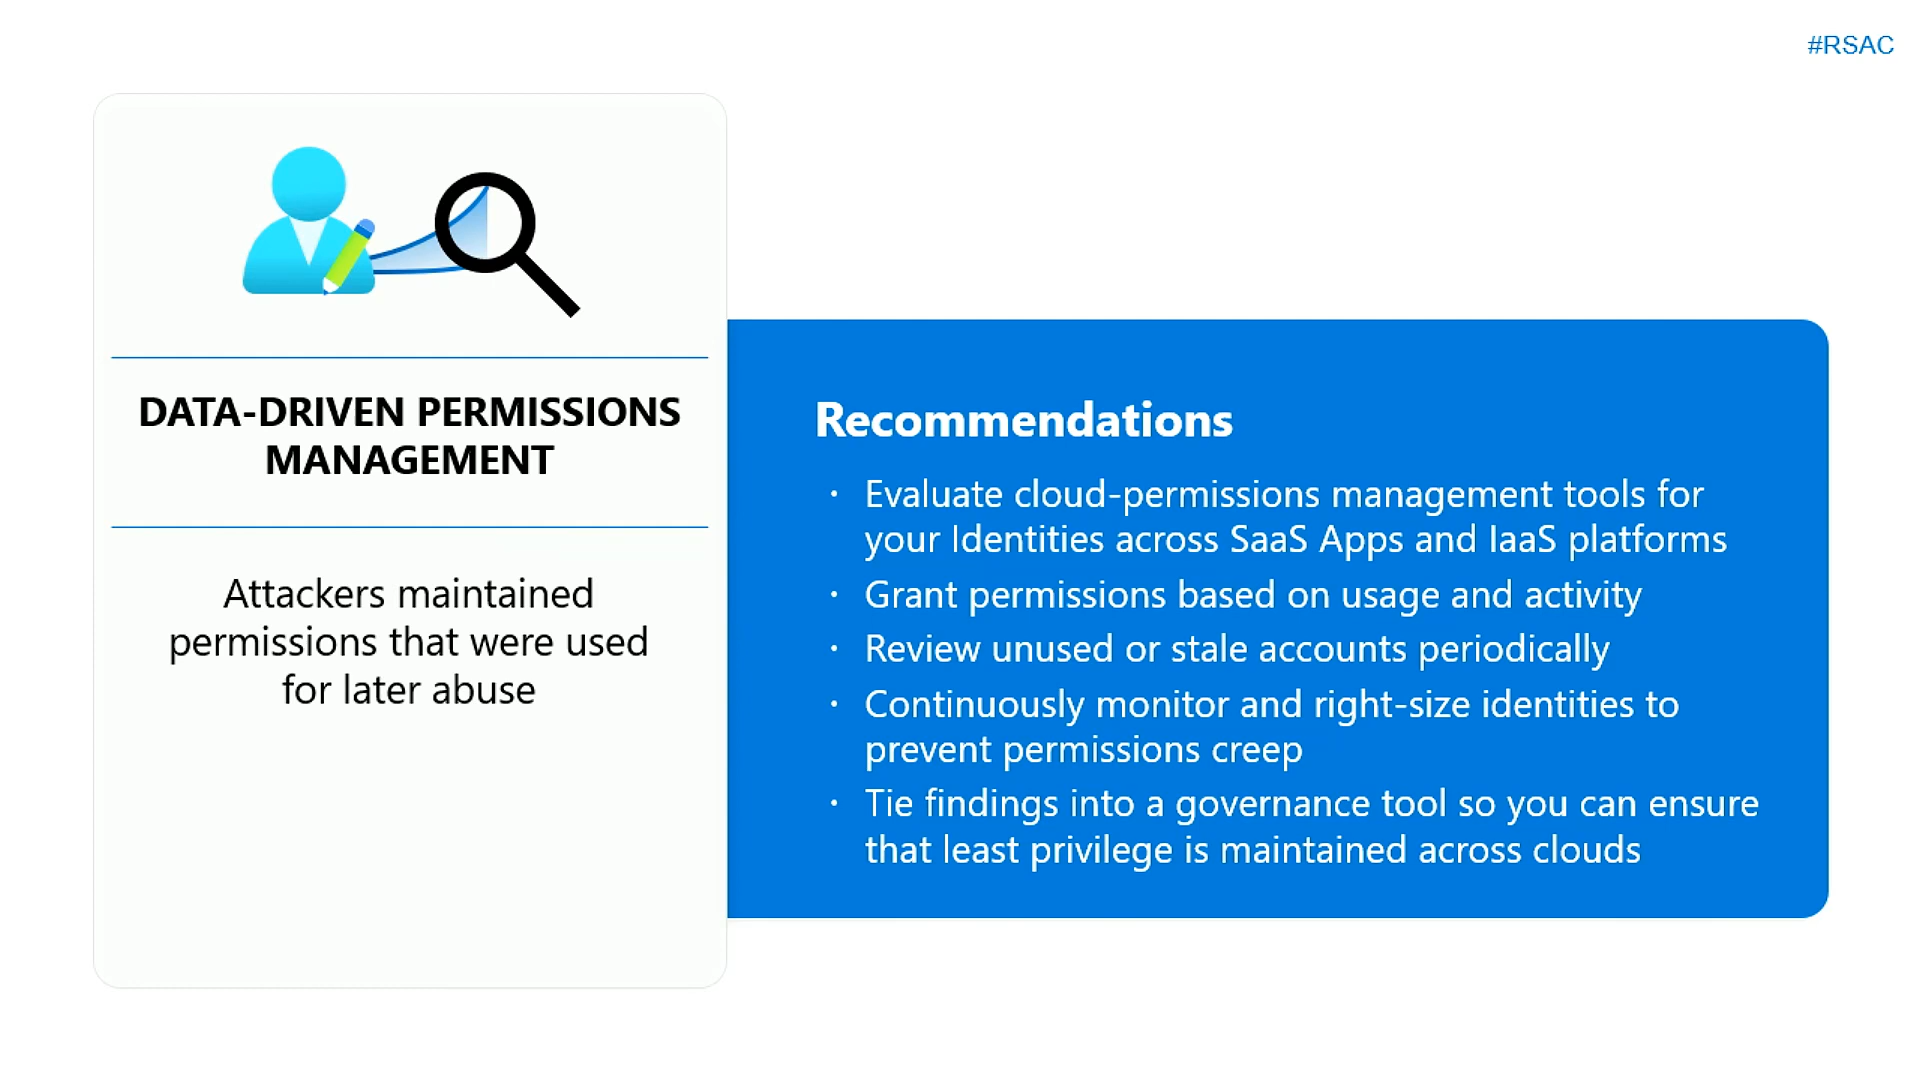 #RSAC
DATA-DRIVEN PERMISSIONS
MANAGEMENT
Attackers maintained
permissions that were used
for later abuse
Recommendations
· Evaluate cloud-permissions management tools for
your Identities across SaaS Apps and IaaS platforms
· Grant permissions based on usage and activity
· Review unused or stale accounts periodically
· Continuously monitor and right-size identities to
prevent permissions creep
· Tie findings into a governance tool so you can ensure
that least privilege is maintained across clouds